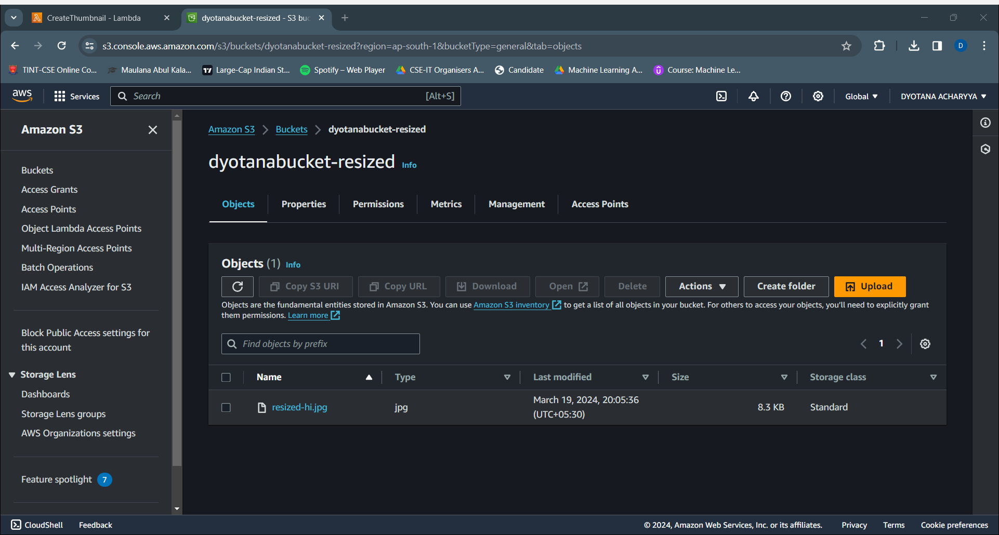 CreateThumbnail - Lambda
dyotanabucket-resized - S3 buc
s3.console.aws.amazon.com/s3/buckets/dyotanabucket-resized?region=ap-south-1&bucketType=general&tab=objects
D
TINT-CSE Online Co...
Maulana Abul Kala...
Large-Cap Indian St...
Spotify – Web Player
CSE-IT Organisers A...
Candidate
Machine Learning A...
Course: Machine Le...
aws
Services
Search
[Alt+S]
Global
DYOTANA ACHARYYA
Amazon S3
Buckets
Access Grants
Access Points
Object Lambda Access Points
Multi-Region Access Points
Batch Operations
IAM Access Analyzer for S3
Block Public Access settings for
this account
Storage Lens
Dashboards
Storage Lens groups
AWS Organizations settings
Feature spotlight 7
Amazon S3
Buckets
dyotanabucket-resized
dyotanabucket-resized Info
Objects
Properties
Permissions
Metrics
Management
Access Points
Objects (1) Info
Copy S3 URI
Copy URL
Download
Open
Delete
Actions
Create folder
Upload
Objects are the fundamental entities stored in Amazon S3. You can use Amazon S3 inventory to get a list of all objects in your bucket. For others to access your objects, you’ll need to explicitly grant
them permissions. Learn more
Find objects by prefix
1
Name
Type
Last modified
Size
Storage class
resized-hi.jpg
jpg
March 19, 2024, 20:05:36
(UTC+05:30)
8.3 KB
Standard
CloudShell
Feedback
© 2024, Amazon Web Services, Inc. or its affiliates.
Privacy
Terms
Cookie preferences